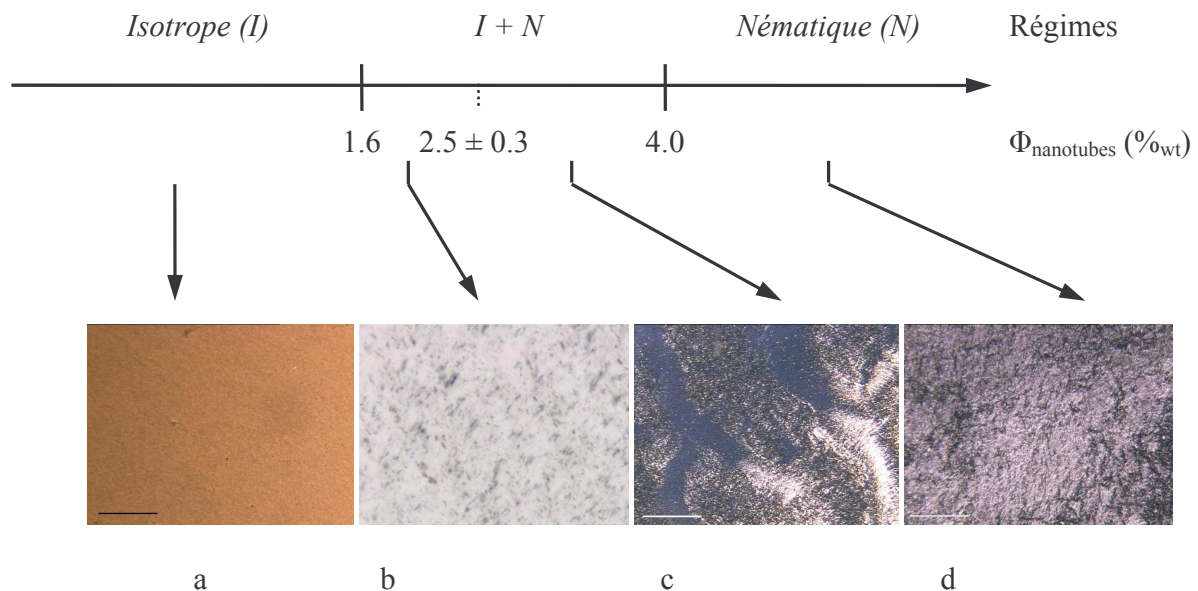 Isotrope (I) I + N Nématique (N) Régimes
1.6 2.5 ± 0.3 4.0 Φnanotubes (%wt)
a b c d